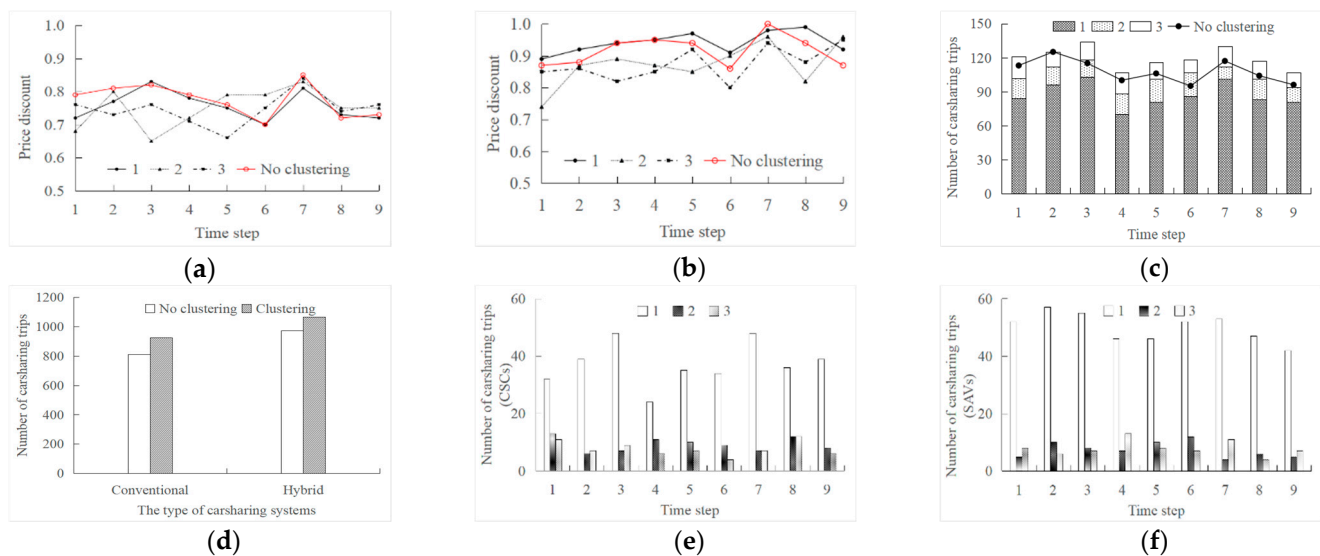 Price discount
1.0
0.9
0.8
0.7
0.6
0.5
1 2 3 No clustering
1 2 3 4 5 6 7 8 9
Time step
(a)
Price discount
1.0
0.9
0.8
0.7
0.6
0.5
1 2 3 No clustering
1 2 3 4 5 6 7 8 9
Time step
(b)
Number of carsharing trips
150
120
90
60
30
0
1 2 3 No clustering
1 2 3 4 5 6 7 8 9
Time step
(c)
Number of carsharing trips
1200
1000
800
600
400
200
0
No clustering Clustering
Conventional Hybrid
The type of carsharing systems
(d)
Number of carsharing trips
(CSCs)
60
40
20
0
1 2 3
1 2 3 4 5 6 7 8 9
Time step
(e)
Number of carsharing trips
(SAVs)
60
40
20
0
1 2 3
1 2 3 4 5 6 7 8 9
Time step
(f)